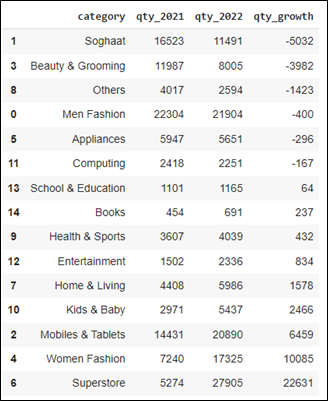 category qty_2021 qty_2022 qty_growth
1 Soghaat 16523 11491 -5032
3 Beauty & Grooming 11987 8005 -3982
8 Others 4017 2594 -1423
0 Men Fashion 22304 21904 -400
5 Appliances 5947 5651 -296
11 Computing 2418 2251 -167
13 School & Education 1101 1165 64
14 Books 454 691 237
9 Health & Sports 3607 4039 432
12 Entertainment 1502 2336 834
7 Home & Living 4408 5986 1578
10 Kids & Baby 2971 5437 2466
2 Mobiles & Tablets 14431 20890 6459
4 Women Fashion 7240 17325 10085
6 Superstore 5274 27905 22631